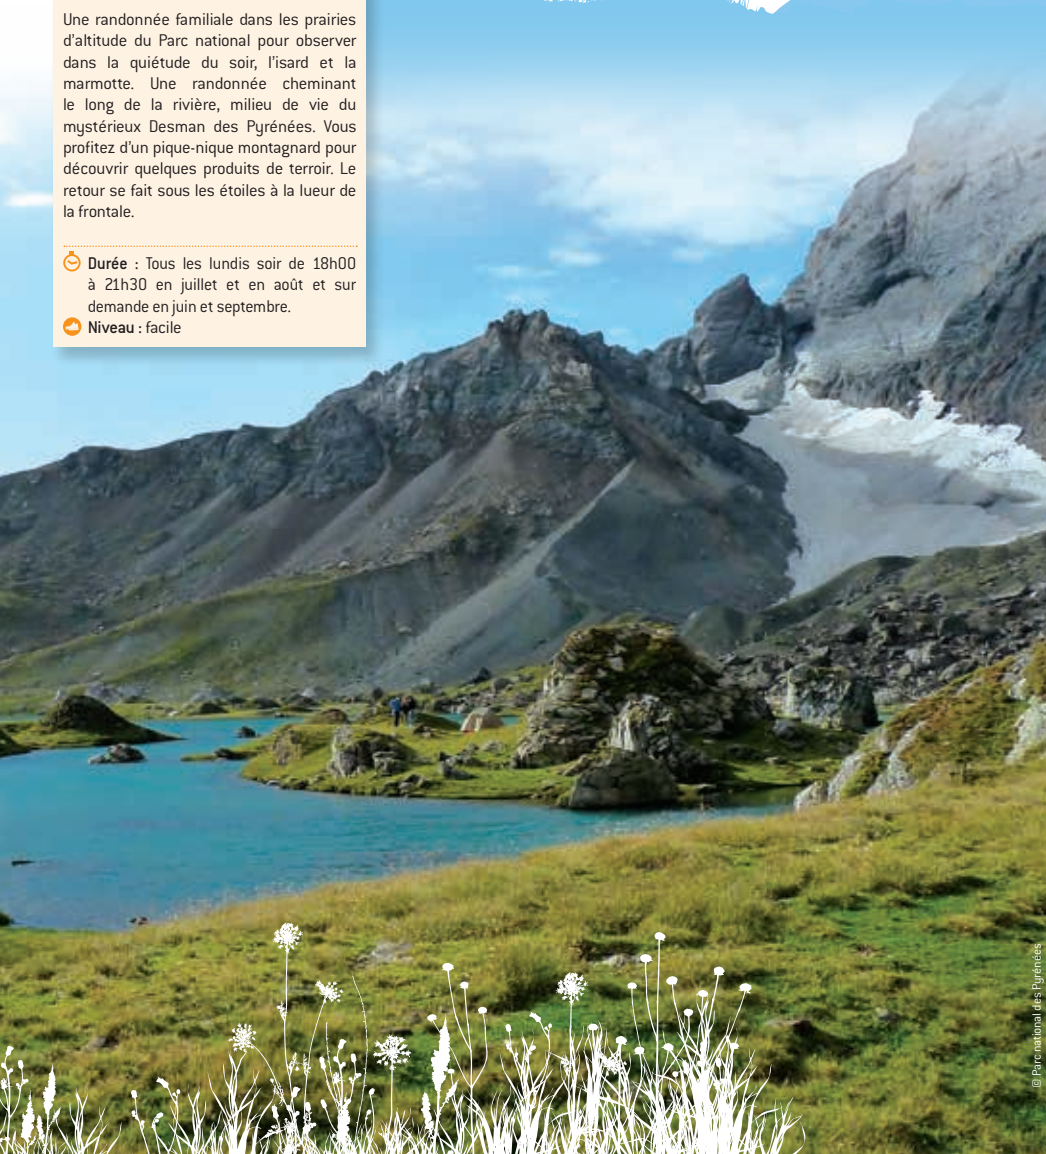 Une randonnée familiale dans les prairies
d’altitude du Parc national pour observer
dans la quiétude du soir, l’isard et la
marmotte. Une randonnée cheminant
le long de la rivière, milieu de vie du
mystérieux Desman des Pyrénées. Vous
profitez d’un pique-nique montagnard pour
découvrir quelques produits de terroir. Le
retour se fait sous les étoiles à la lueur de
la frontale.
Durée : Tous les lundis soir de 18h00
à 21h30 en juillet et en août et sur
demande en juin et septembre.
Niveau : facile
© Parc national des Pyrénées